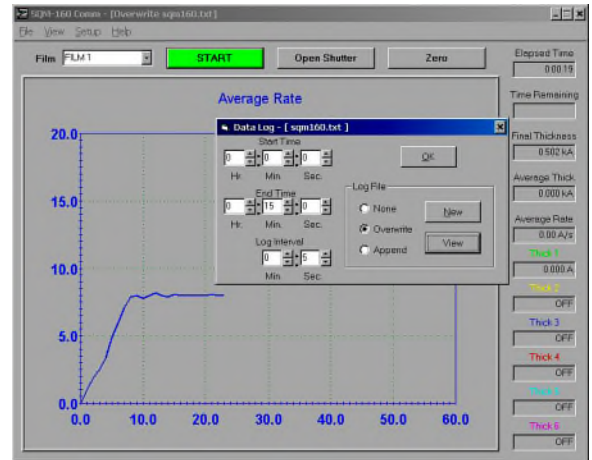 SQM-160 Comm - [Overwrite sqm160.txt]
File View Setup Help
Film FILM 1 START Open Shutter Zero
Average Rate
20.0
15.0
10.0
5.0
0.0
0.0 10.0 20.0 30.0 40.0 50.0 60.0
Data Log - [ sqm160.txt ]
Start Time
0 : 0 : 0
Hr. Min. Sec.
End Time
0 : 15 : 0
Hr. Min. Sec.
Log Interval
0 : 5
Min. Sec.
OK
Log File
None
Overwrite
Append
New
View
Elapsed Time
0:00:19
Time Remaining
Final Thickness
0.502 kA
Average Thick.
0.000 kA
Average Rate
0.00 A/s
Thick 1
0.000 A
Thick 2
OFF
Thick 3
OFF
Thick 4
OFF
Thick 5
OFF
Thick 6
OFF